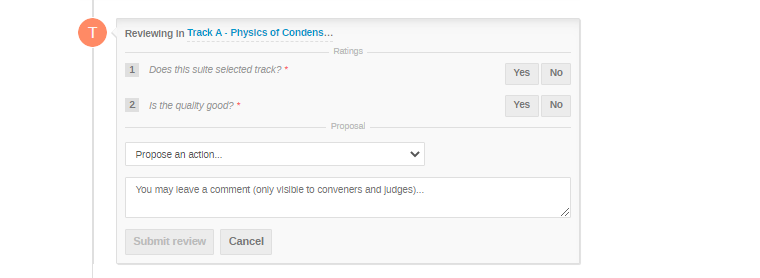 T
Reviewing in Track A - Physics of Condens...
Ratings
1 Does this suite selected track? * Yes No
2 Is the quality good? * Yes No
Proposal
Propose an action...
You may leave a comment (only visible to conveners and judges)...
Submit review Cancel